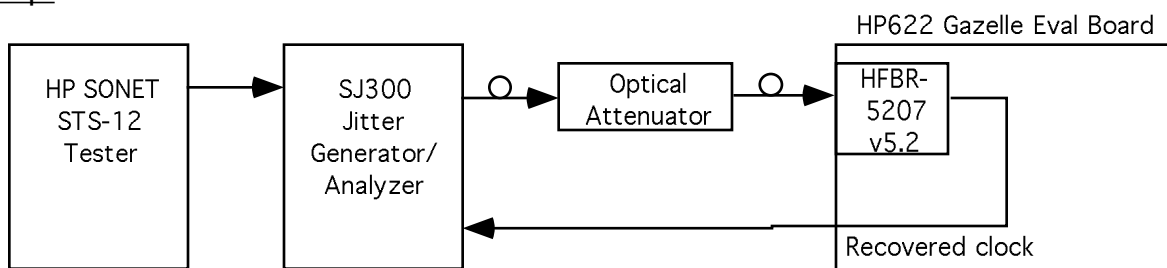 HP622 Gazelle Eval Board
HP SONET
STS-12
Tester
SJ300
Jitter
Generator/
Analyzer
Optical
Attenuator
HFBR-
5207
v5.2
Recovered clock